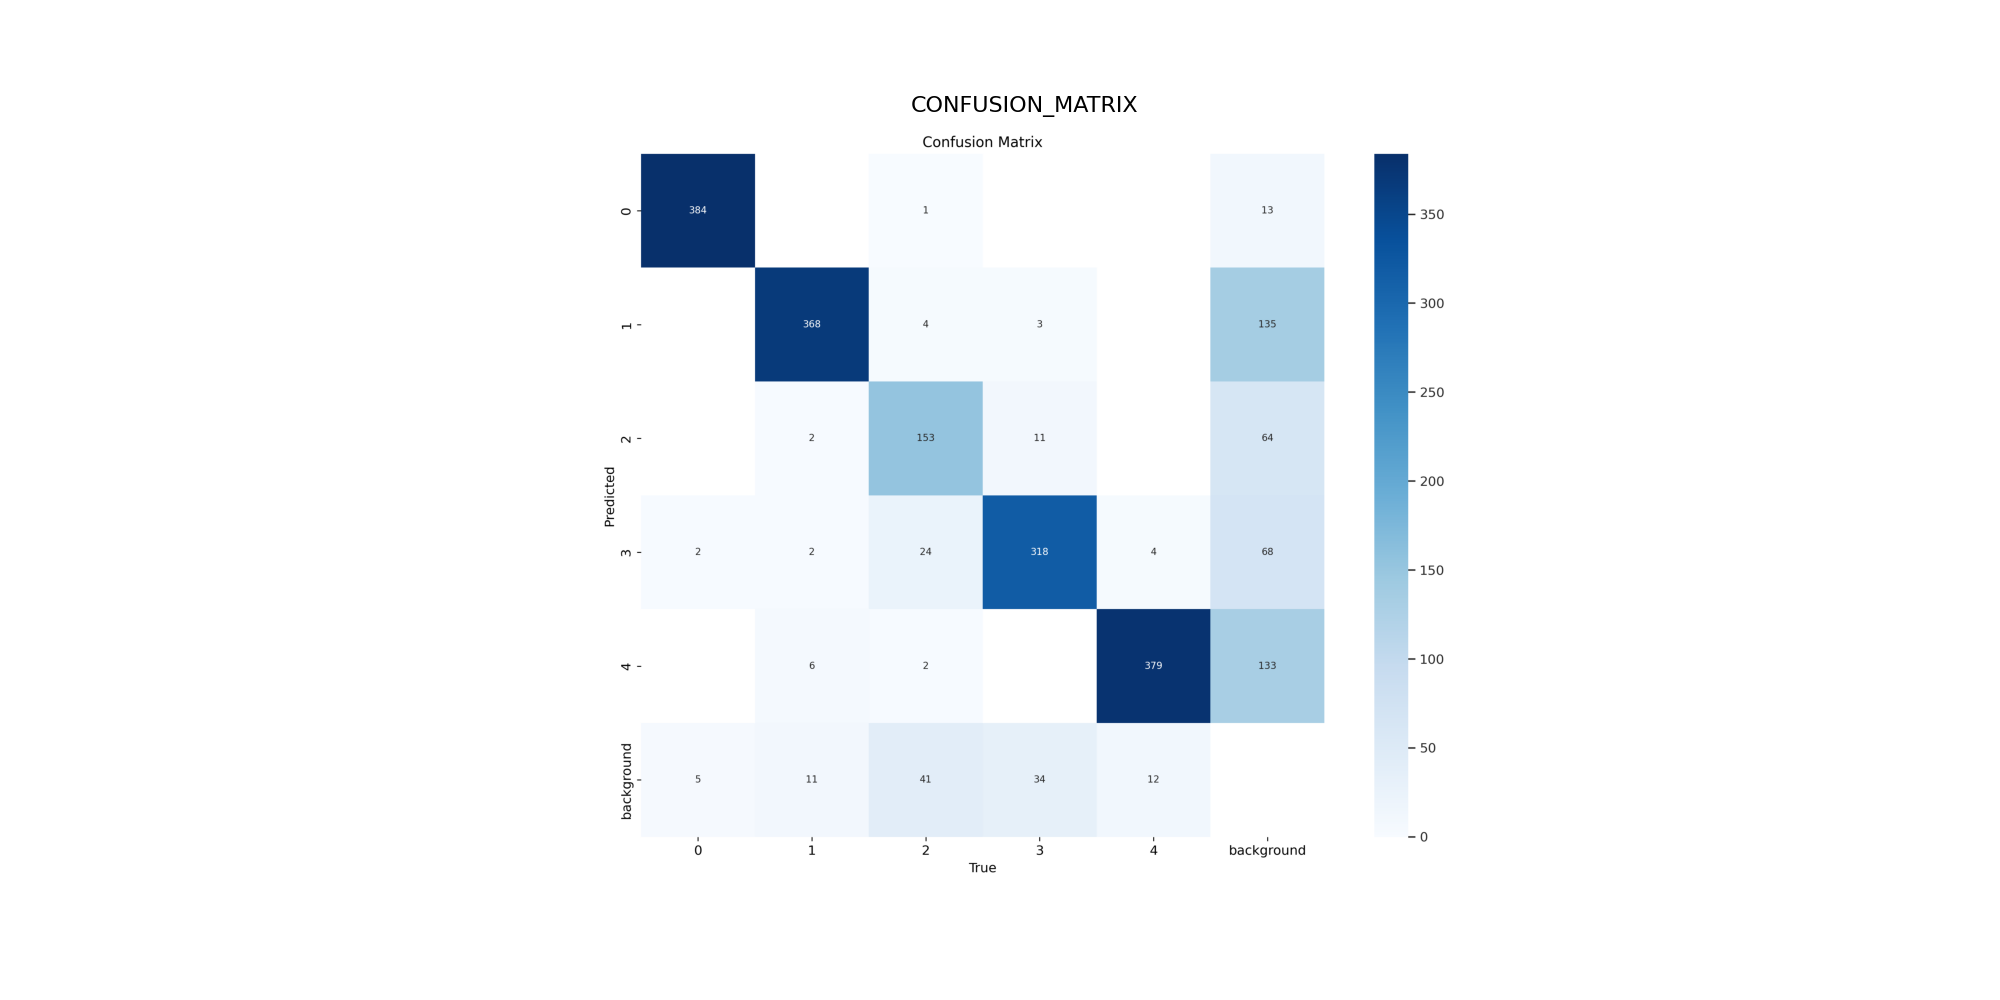 CONFUSION_MATRIX
Confusion Matrix
0 384 1 13
1 368 4 3 135
2 2 153 11 64
3 2 2 24 318 4 68
4 6 2 379 133
background 5 11 41 34 12
0 1 2 3 4 background
True
Predicted
350
300
250
200
150
100
50
0